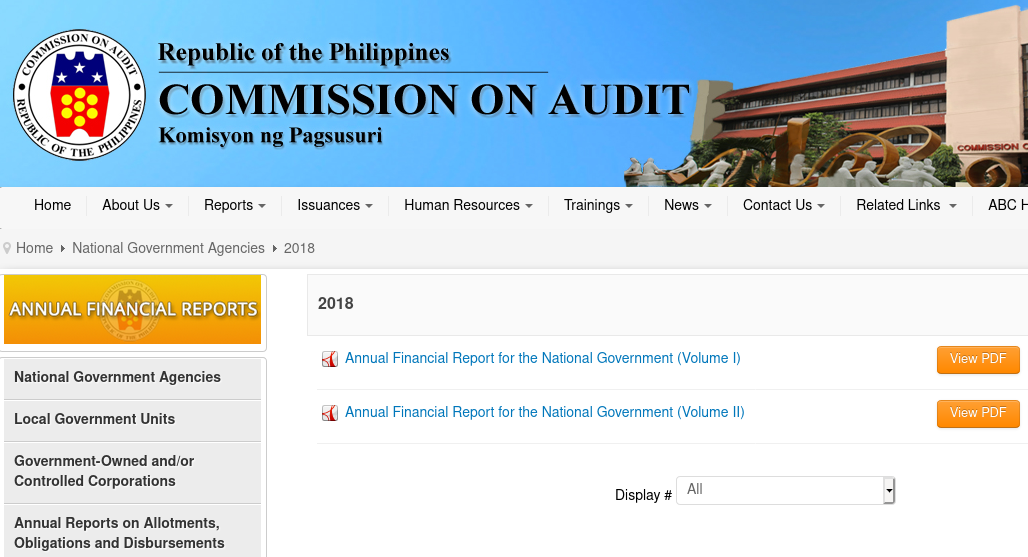 COMMISSION ON AUDIT
REPUBLIC OF THE PHILIPPINES
Republic of the Philippines
COMMISSION ON AUDIT
Komisyon ng Pagsusuri
COMMISSION O
Home About Us Reports Issuances Human Resources Trainings News Contact Us Related Links ABC H
Home National Government Agencies 2018
ANNUAL FINANCIAL REPORTS
National Government Agencies
Local Government Units
Government-Owned and/or
Controlled Corporations
Annual Reports on Allotments,
Obligations and Disbursements
2018
Annual Financial Report for the National Government (Volume I) View PDF
Annual Financial Report for the National Government (Volume II) View PDF
Display # All